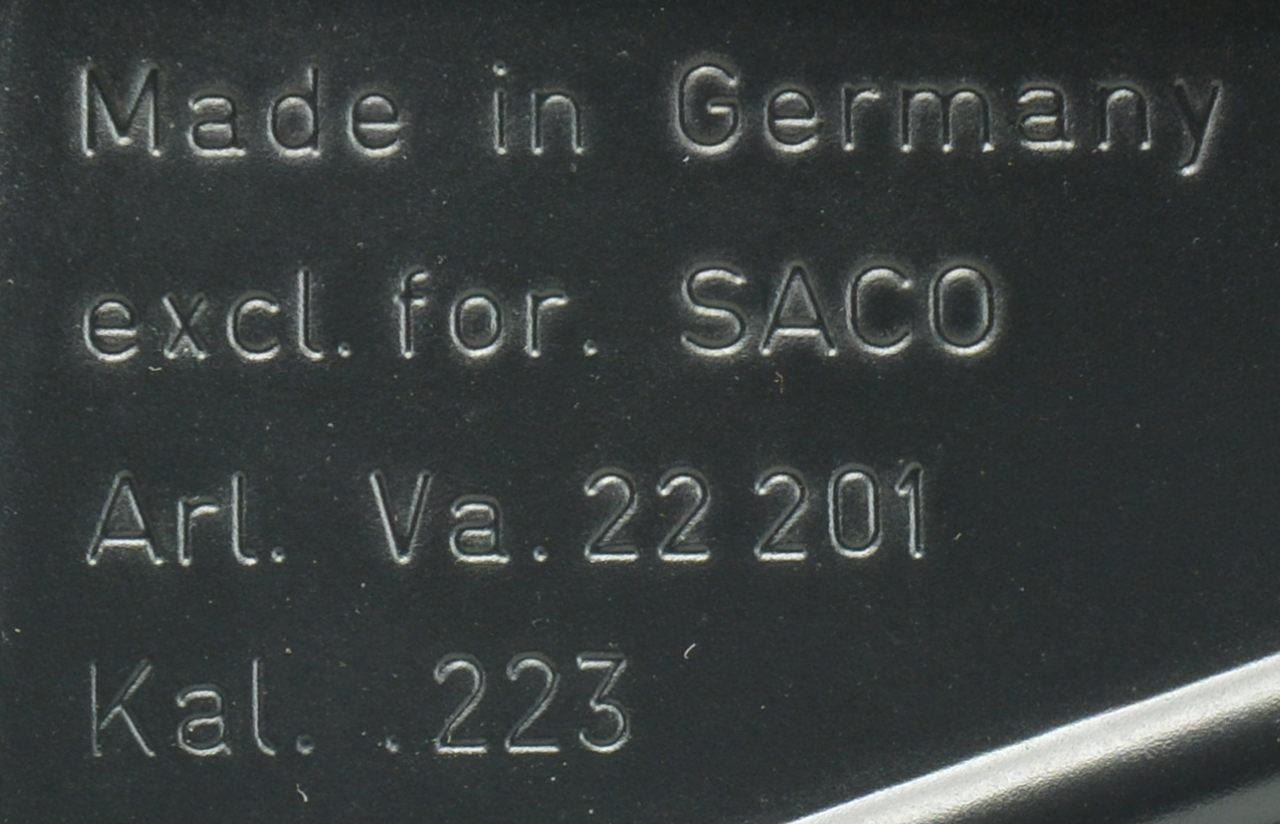 Made in Germany
excl. for. SACO
Arl. Va. 22 201
Kal. .223